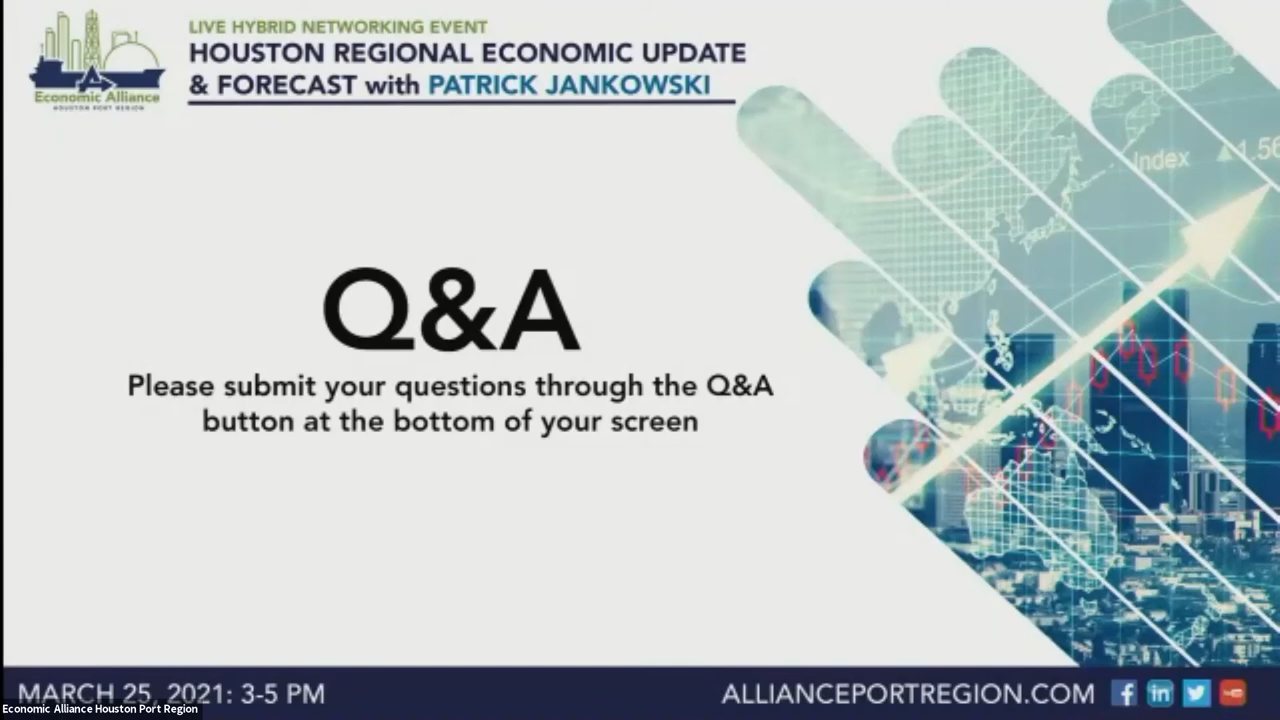 LIVE HYBRID NETWORKING EVENT
HOUSTON REGIONAL ECONOMIC UPDATE
& FORECAST with PATRICK JANKOWSKI
Economic Alliance
HOUSTON PORT REGION
Index ▲1.56
Q&A
Please submit your questions through the Q&A
button at the bottom of your screen
MARCH 25, 2021: 3-5 PM
ALLIANCEPORTREGION.COM
Economic Alliance Houston Port Region